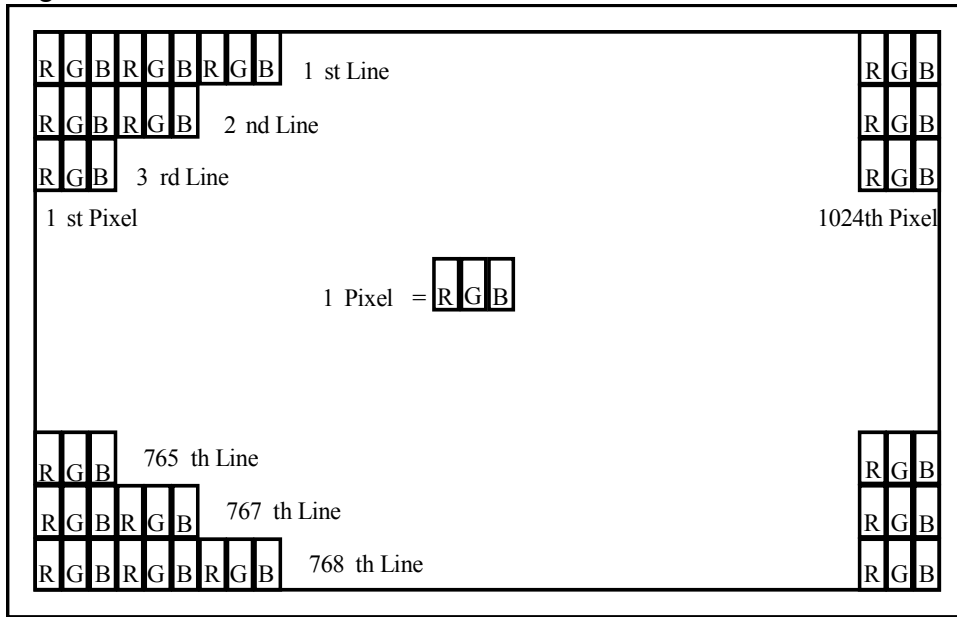 R G B R G B R G B 1 st Line R G B
R G B R G B 2 nd Line R G B
R G B 3 rd Line R G B
1 st Pixel 1024th Pixel
1 Pixel = R G B
R G B 765 th Line R G B
R G B R G B 767 th Line R G B
R G B R G B R G B 768 th Line R G B